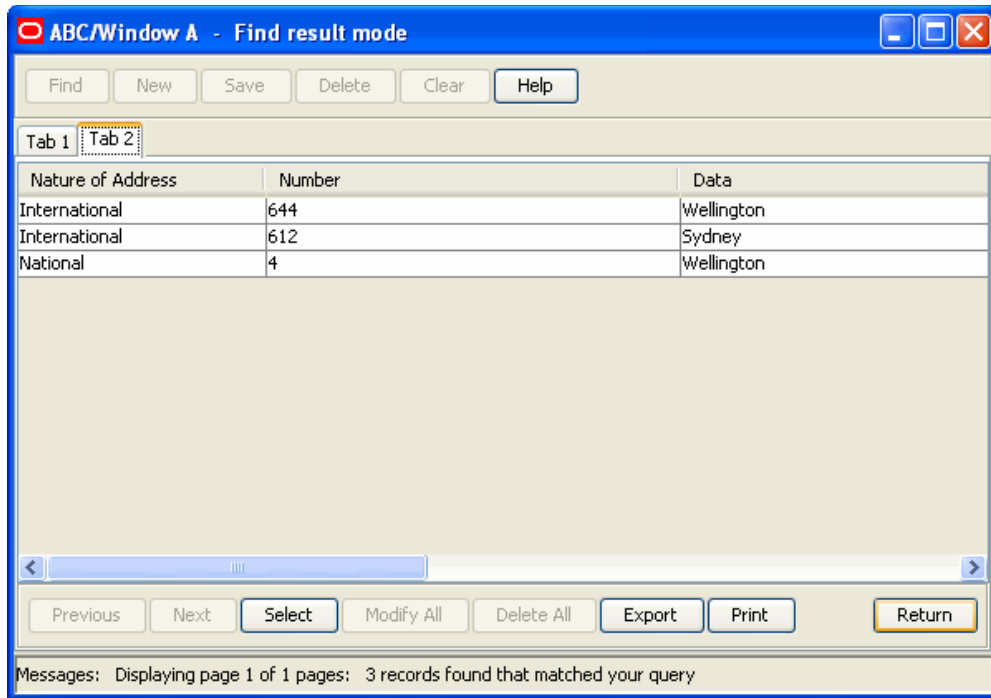 ABC/Window A - Find result mode
Find New Save Delete Clear Help
Tab 1 Tab 2
Nature of Address Number Data
International 644 Wellington
International 612 Sydney
National 4 Wellington
Previous Next Select Modify All Delete All Export Print Return
Messages: Displaying page 1 of 1 pages: 3 records found that matched your query